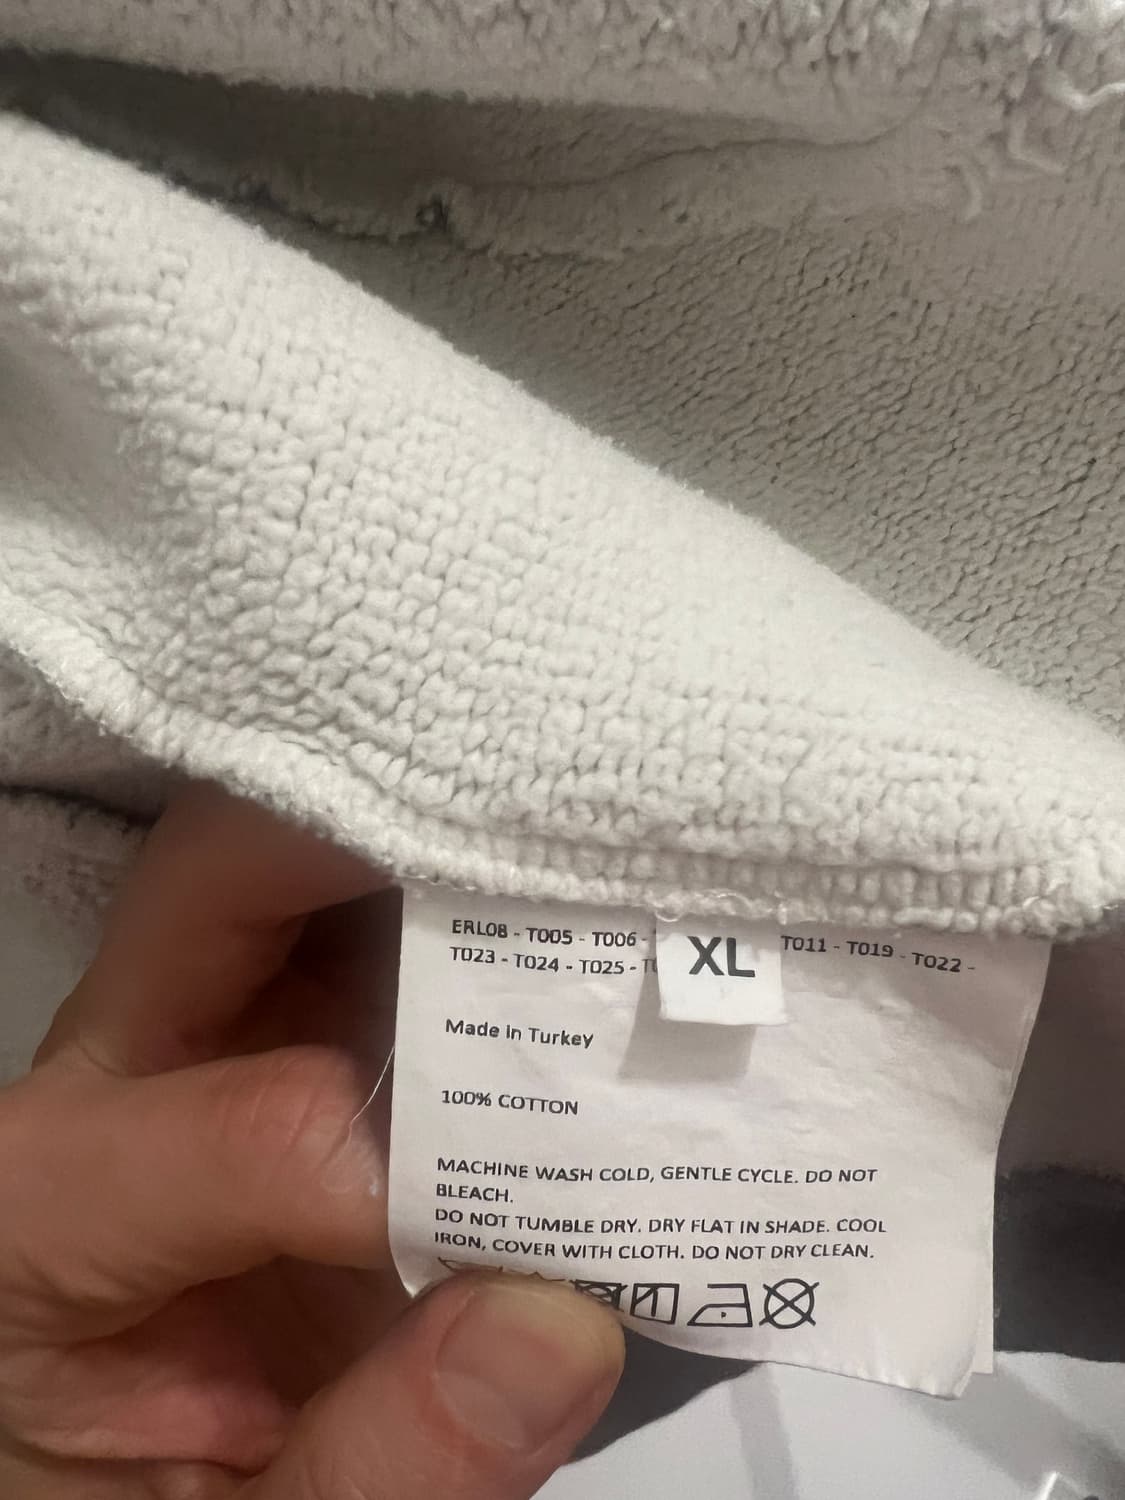 ERL08 - T005 - T006 - T011 - T019 - T022 -
T023 - T024 - T025 -
XL
Made in Turkey
100% COTTON
MACHINE WASH COLD, GENTLE CYCLE. DO NOT
BLEACH.
DO NOT TUMBLE DRY. DRY FLAT IN SHADE. COOL
IRON, COVER WITH CLOTH. DO NOT DRY CLEAN.